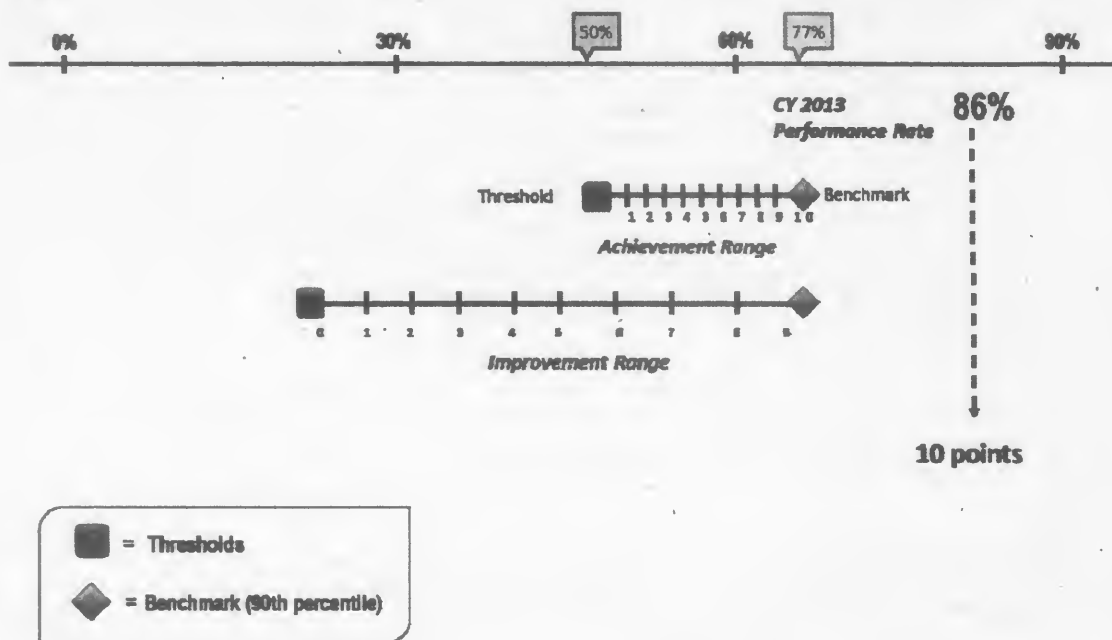 0% 30% 50% 60% 77% 90%
CY 2013 86%
Performance Rate
Threshold Benchmark
1 2 3 4 5 6 7 8 9 10
Achievement Range
0 1 2 3 4 5 6 7 8 9
Improvement Range
10 points
= Thresholds
= Benchmark (90th percentile)